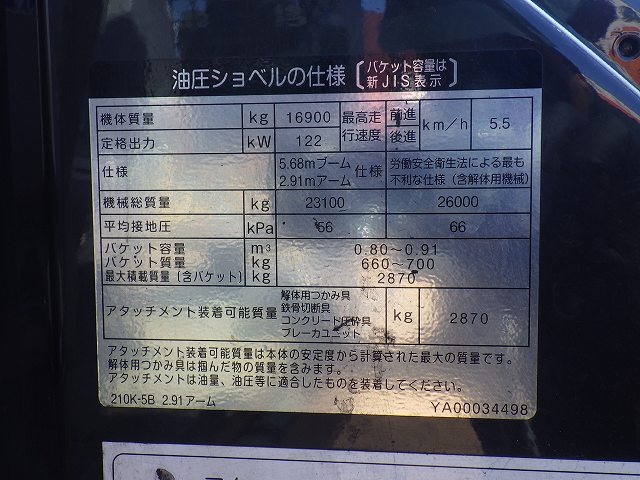 油圧ショベルの仕様〔バケット容量は
新JIS表示〕
機体質量 kg 16900 最高走行速度 前進 後進 km/h 5.5
定格出力 kW 122
仕様 5.68mブーム 2.91mアーム 仕様 労働安全衛生法による最も不利な仕様(含解体用機械)
機械総質量 kg 23100 26000
平均接地圧 kPa 56 66
バケット容量 m³ 0.80～0.91
バケット質量 kg 660～700
最大積載質量(含バケット) kg 2870
アタッチメント装着可能質量 解体用つかみ具 鉄骨切断具 コンクリート圧砕具 ブレーカユニット kg 2870
アタッチメント装着可能質量は本体の安定度から計算された最大の質量です。
解体用つかみ具は掴んだ物の質量を含みます。
アタッチメントは油量、油圧等に適合したものを装着してください。
210K-5B 2.91アーム YA00034498